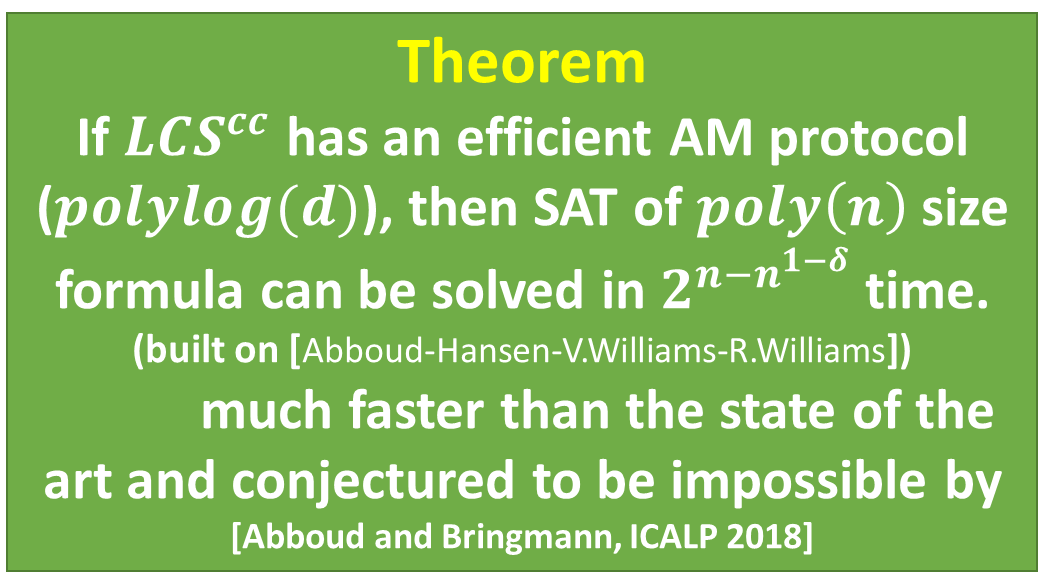 Theorem
If LCS^{cc} has an efficient AM protocol
(polylog(d)), then SAT of poly(n) size
formula can be solved in 2^{n-n^{1-δ}} time.
(built on [Abboud-Hansen-V.Williams-R.Williams])
much faster than the state of the
art and conjectured to be impossible by
[Abboud and Bringmann, ICALP 2018]